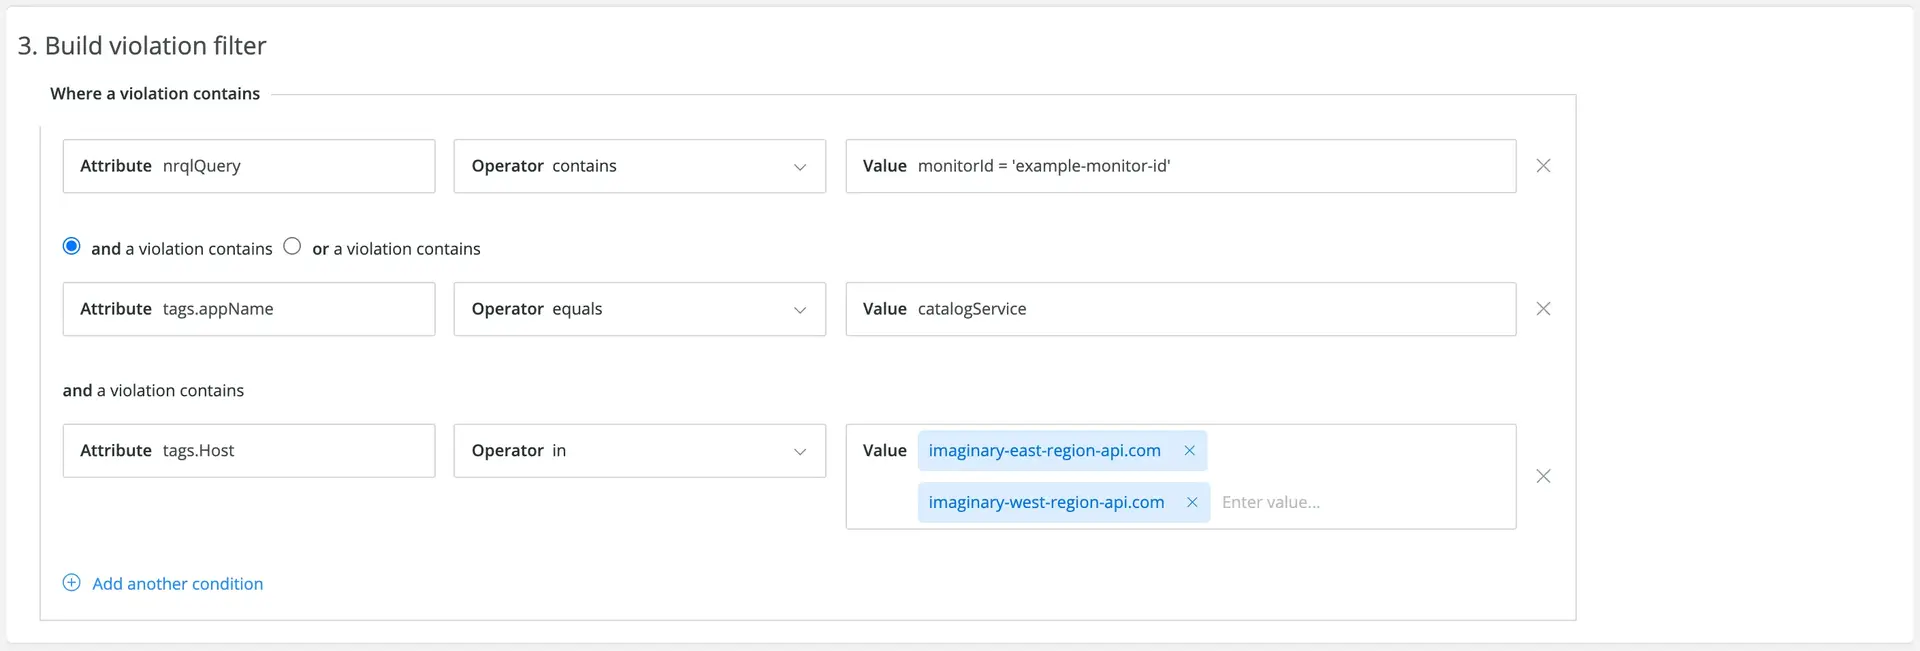 3. Build violation filter
Where a violation contains
Attribute nrqlQuery Operator contains Value monitorId = 'example-monitor-id'
and a violation contains or a violation contains
Attribute tags.appName Operator equals Value catalogService
and a violation contains
Attribute tags.Host Operator in Value imaginary-east-region-api.com
imaginary-west-region-api.com Enter value...
Add another condition